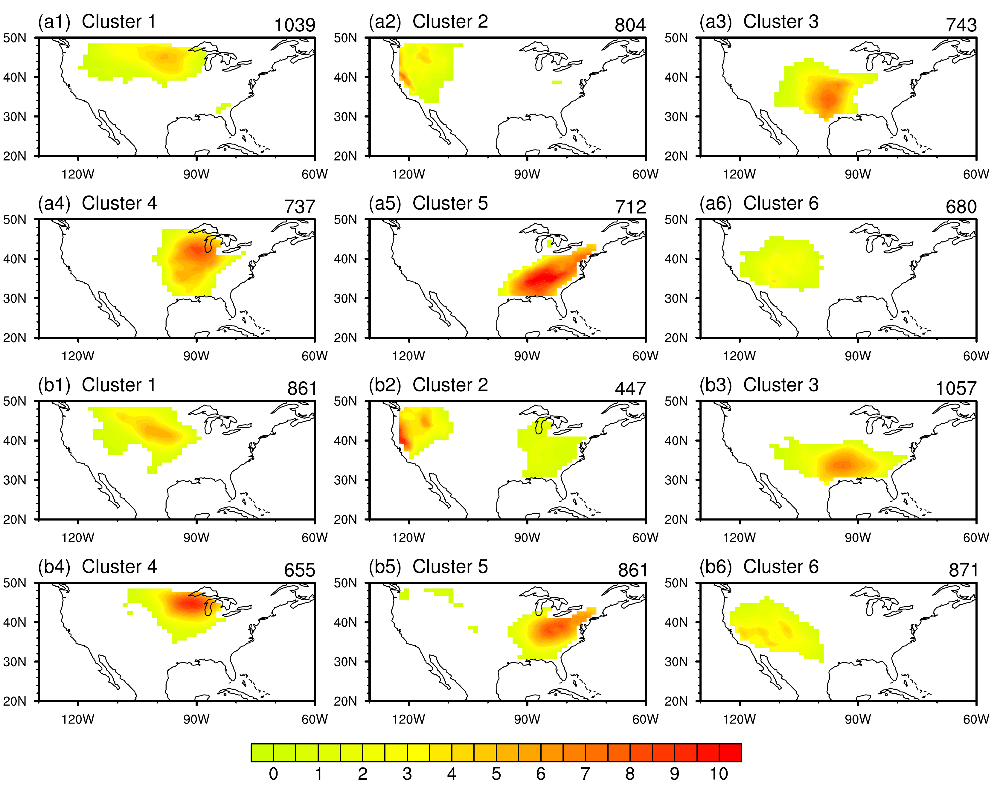 (a1) Cluster 1 1039 (a2) Cluster 2 804 (a3) Cluster 3 743
50N 50N 50N
40N 40N 40N
30N 30N 30N
20N 20N 20N
120W 90W 60W 120W 90W 60W 120W 90W 60W
(a4) Cluster 4 737 (a5) Cluster 5 712 (a6) Cluster 6 680
50N 50N 50N
40N 40N 40N
30N 30N 30N
20N 20N 20N
120W 90W 60W 120W 90W 60W 120W 90W 60W
(b1) Cluster 1 861 (b2) Cluster 2 447 (b3) Cluster 3 1057
50N 50N 50N
40N 40N 40N
30N 30N 30N
20N 20N 20N
120W 90W 60W 120W 90W 60W 120W 90W 60W
(b4) Cluster 4 655 (b5) Cluster 5 861 (b6) Cluster 6 871
50N 50N 50N
40N 40N 40N
30N 30N 30N
20N 20N 20N
120W 90W 60W 120W 90W 60W 120W 90W 60W
0 1 2 3 4 5 6 7 8 9 10